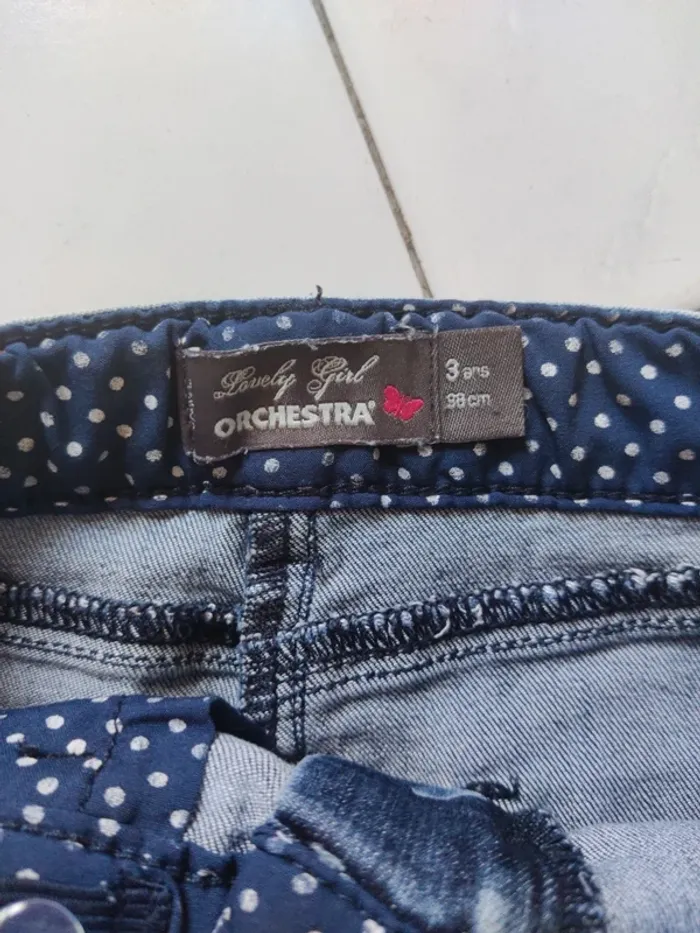 Lovely Girl
ORCHESTRA
3 ans
98 cm